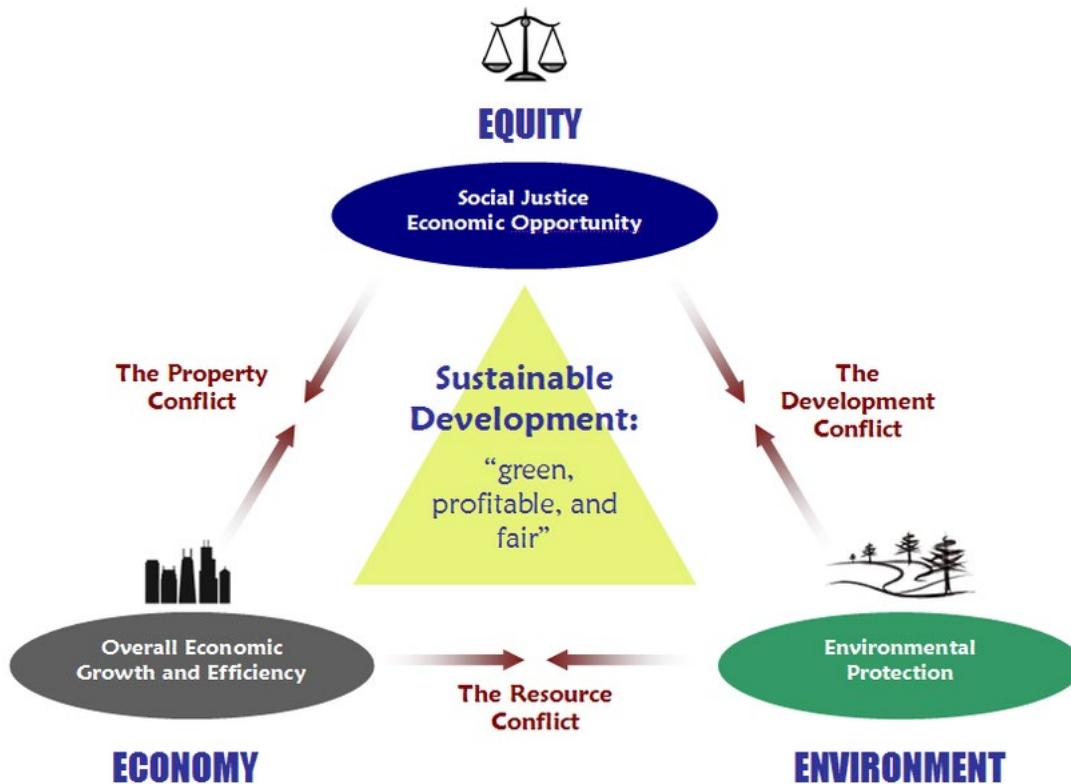 EQUITY
Social Justice
Economic Opportunity
The Property
Conflict
Sustainable
Development:
“green,
profitable, and
fair”
The
Development
Conflict
Overall Economic
Growth and Efficiency
The Resource
Conflict
Environmental
Protection
ECONOMY
ENVIRONMENT